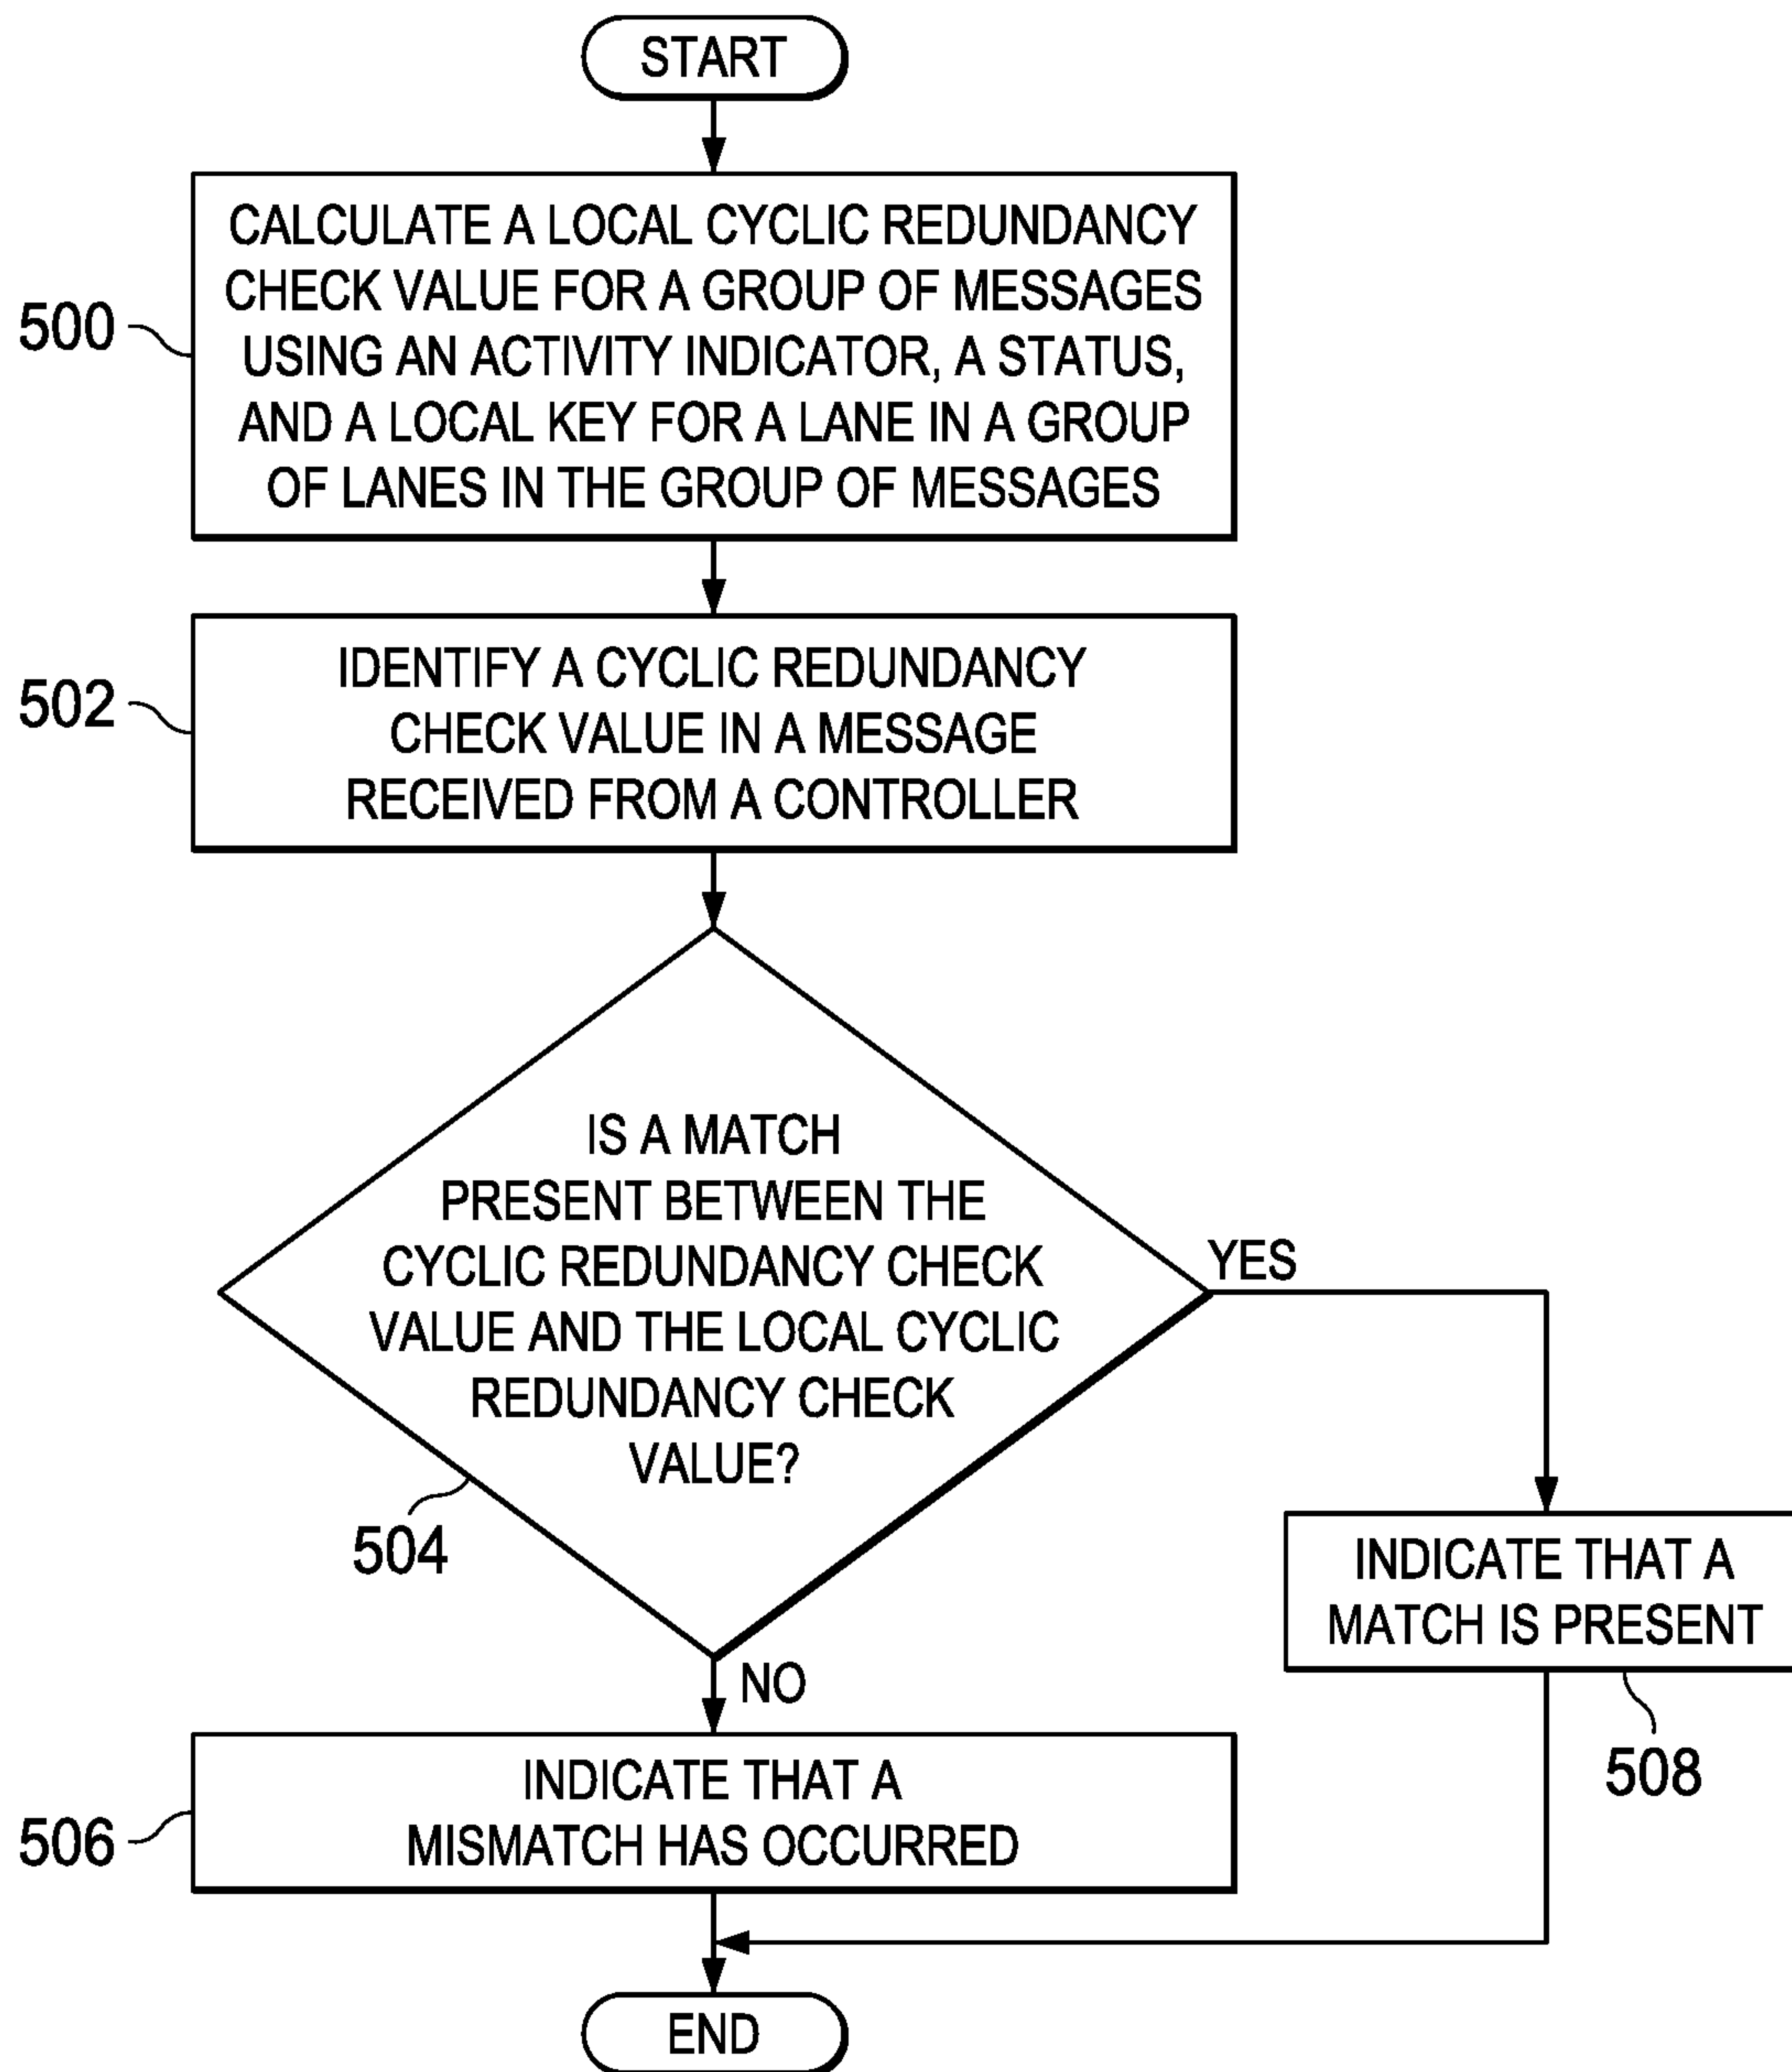 START
CALCULATE A LOCAL CYCLIC REDUNDANCY
CHECK VALUE FOR A GROUP OF MESSAGES
USING AN ACTIVITY INDICATOR, A STATUS,
AND A LOCAL KEY FOR A LANE IN A GROUP
OF LANES IN THE GROUP OF MESSAGES
500
IDENTIFY A CYCLIC REDUNDANCY
CHECK VALUE IN A MESSAGE
RECEIVED FROM A CONTROLLER
502
IS A MATCH
PRESENT BETWEEN THE
CYCLIC REDUNDANCY CHECK
VALUE AND THE LOCAL CYCLIC
REDUNDANCY CHECK
VALUE?
504
YES
INDICATE THAT A
MATCH IS PRESENT
508
NO
INDICATE THAT A
MISMATCH HAS OCCURRED
506
END